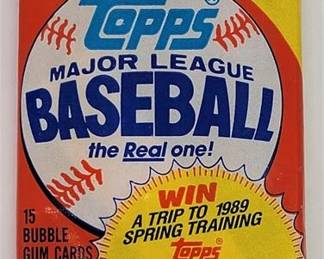 Topps®
MAJOR LEAGUE
BASEBALL
the Real one!
WIN
A TRIP TO 1989
SPRING TRAINING
15
BUBBLE
GUM CARDS
Topps